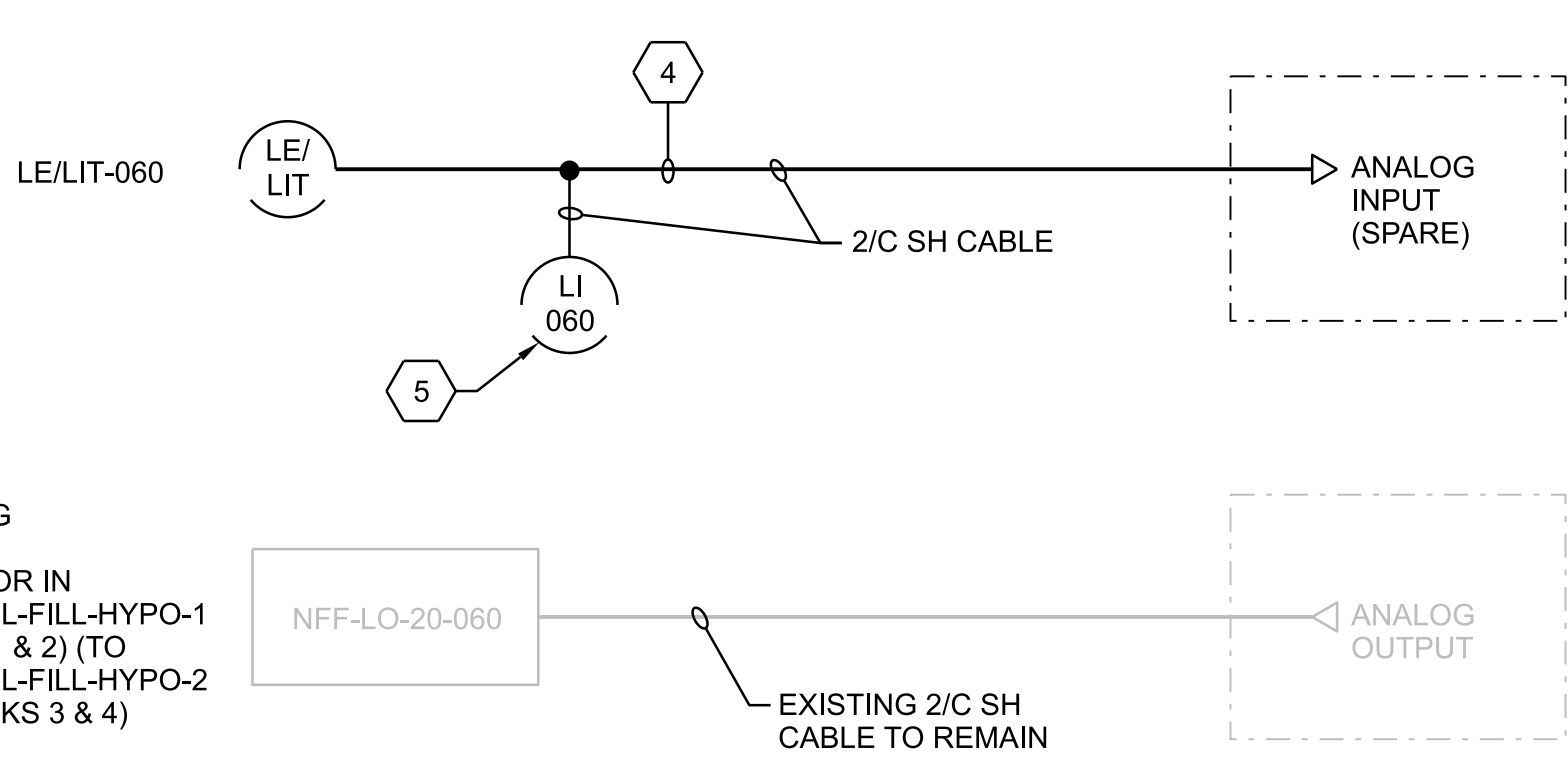 4
LE/LIT-060
LE/
LIT
ANALOG
INPUT
(SPARE)
2/C SH CABLE
LI
060
5
OR IN
L-FILL-HYPO-1
& 2) (TO
L-FILL-HYPO-2
KS 3 & 4)
NFF-LO-20-060
ANALOG
OUTPUT
EXISTING 2/C SH
CABLE TO REMAIN